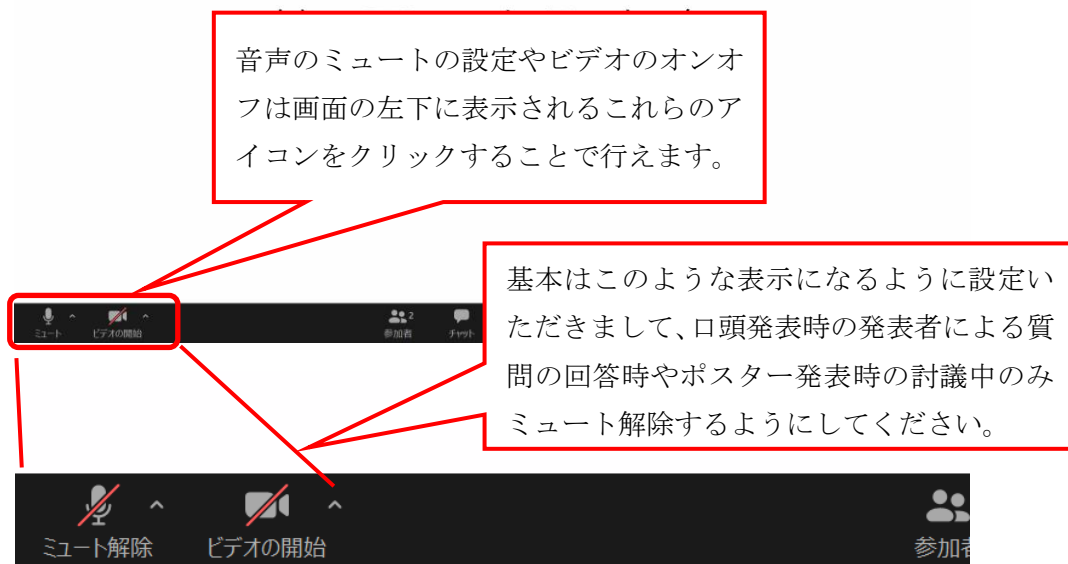 音声のミュートの設定やビデオのオンオ
フは画面の左下に表示されるこれらのア
イコンをクリックすることで行えます。
基本はこのような表示になるように設定い
ただきまして、口頭発表時の発表者による質
問の回答時やポスター発表時の討議中のみ
ミュート解除するようにしてください。
ミュート ビデオの開始 2 参加者 チャット
ミュート解除 ビデオの開始 参加者